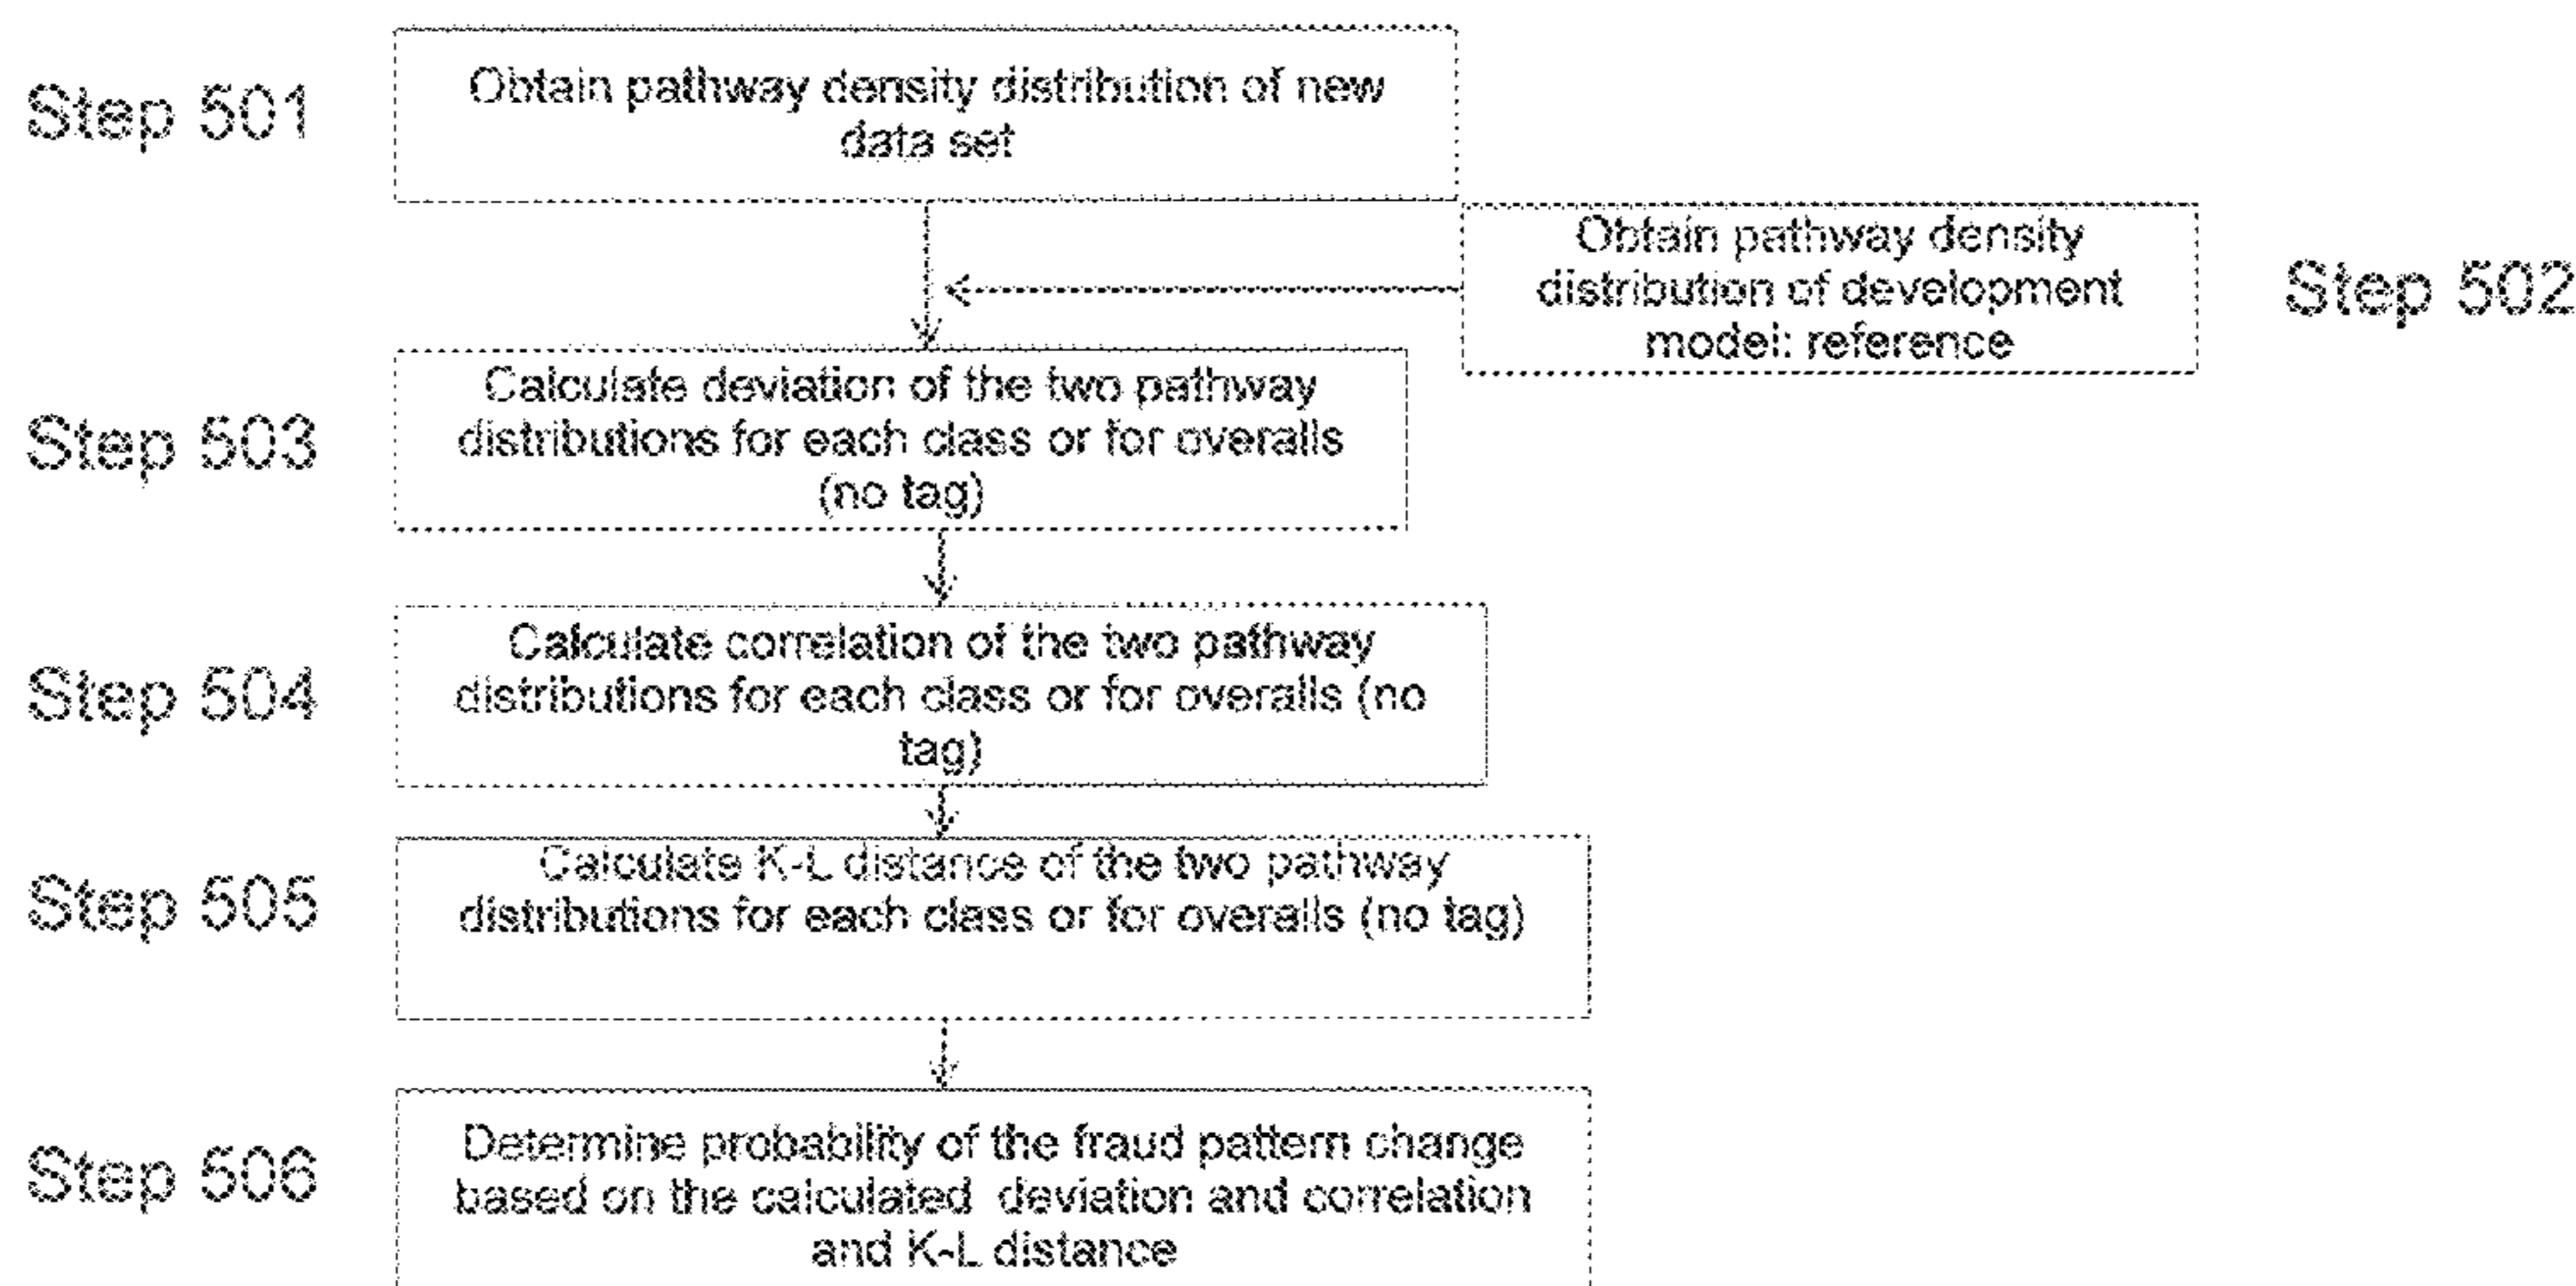 Step 501
Obtain pathway density distribution of new
data set
Obtain pathway density
distribution of development
model: reference
Step 502
Step 503
Calculate deviation of the two pathway
distributions for each class or for overalls
(no tag)
Step 504
Calculate correlation of the two pathway
distributions for each class or for overalls (no
tag)
Step 505
Calculate K-L distance of the two pathway
distributions for each class or for overalls (no tag)
Step 506
Determine probability of the fraud pattern change
based on the calculated deviation and correlation
and K-L distance